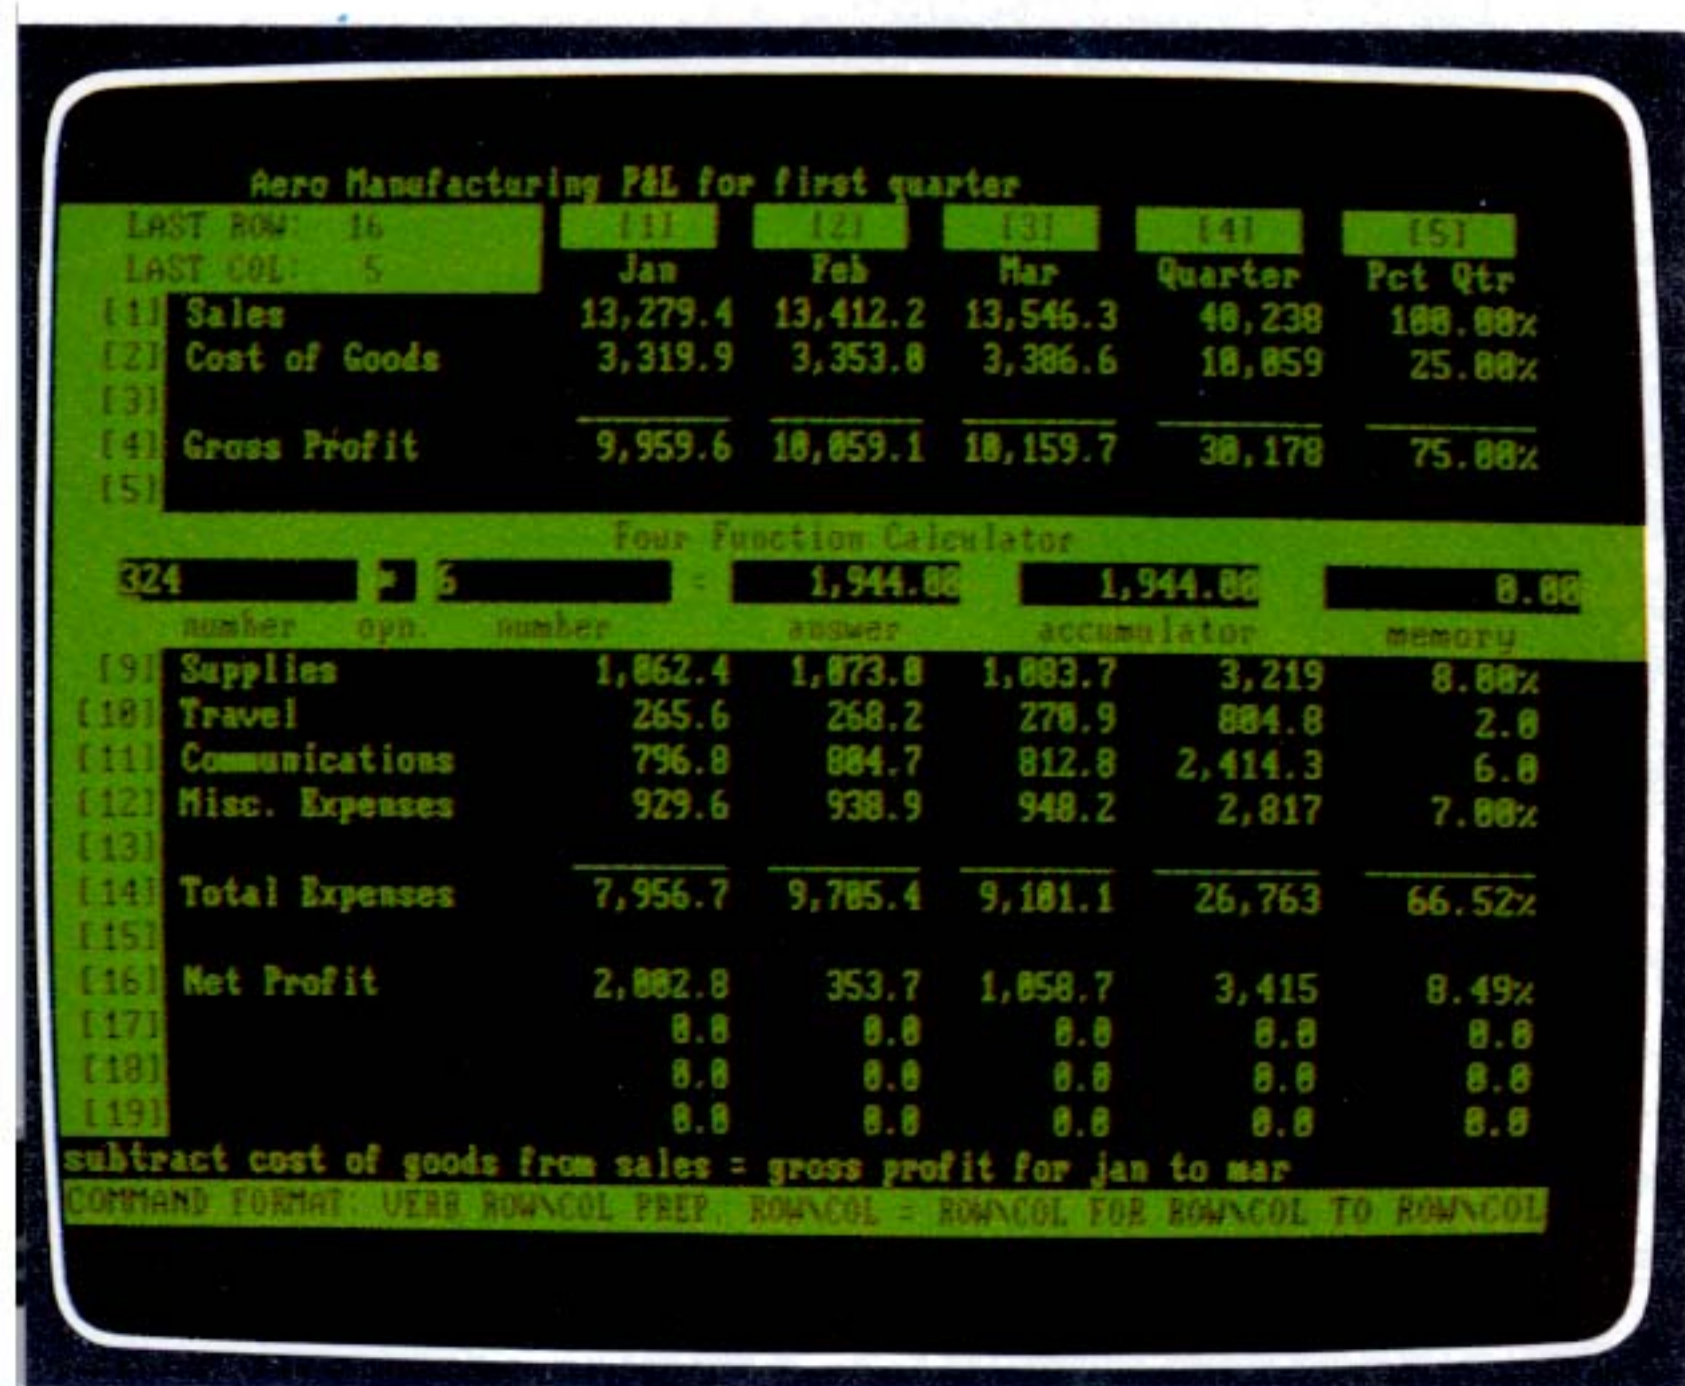 Aero Manufacturing P&L for first quarter
LAST ROW: 16 [1] [2] [3] [4] [5]
LAST COL: 5 Jan Feb Mar Quarter Pct Qtr
[1] Sales 13,279.4 13,412.2 13,546.3 40,238 100.00%
[2] Cost of Goods 3,319.9 3,353.0 3,386.6 10,059 25.00%
[3]
[4] Gross Profit 9,959.6 10,059.1 10,159.7 30,178 75.00%
[5]
Four Function Calculator
324 * 6 = 1,944.00 1,944.00 0.00
number opn. number answer accumulator memory
[9] Supplies 1,062.4 1,073.0 1,083.7 3,219 8.00%
[10] Travel 265.6 268.2 270.9 804.8 2.0
[11] Communications 796.8 804.7 812.8 2,414.3 6.0
[12] Misc. Expenses 929.6 938.9 948.2 2,817 7.00%
[13]
[14] Total Expenses 7,956.7 9,705.4 9,101.1 26,763 66.52%
[15]
[16] Net Profit 2,002.8 353.7 1,058.7 3,415 8.49%
[17] 0.0 0.0 0.0 0.0 0.0
[18] 0.0 0.0 0.0 0.0 0.0
[19] 0.0 0.0 0.0 0.0 0.0
subtract cost of goods from sales = gross profit for jan to mar
COMMAND FORMAT: VERB ROW\COL PREP. ROW\COL = ROW\COL FOR ROW\COL TO ROW\COL